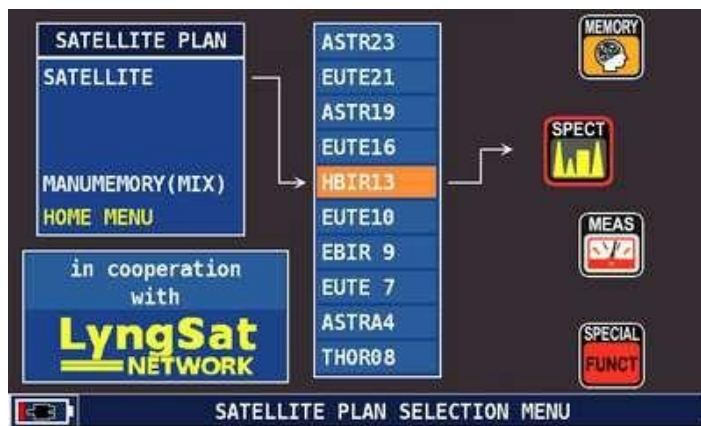 SATELLITE PLAN
SATELLITE
MANUMEMORY(MIX)
HOME MENU
in cooperation
with
LyngSat
NETWORK
ASTR23
EUTE21
ASTR19
EUTE16
HBIR13
EUTE10
EBIR 9
EUTE 7
ASTRA4
THOR08
MEMORY
SPECT
MEAS
SPECIAL
FUNCT
SATELLITE PLAN SELECTION MENU